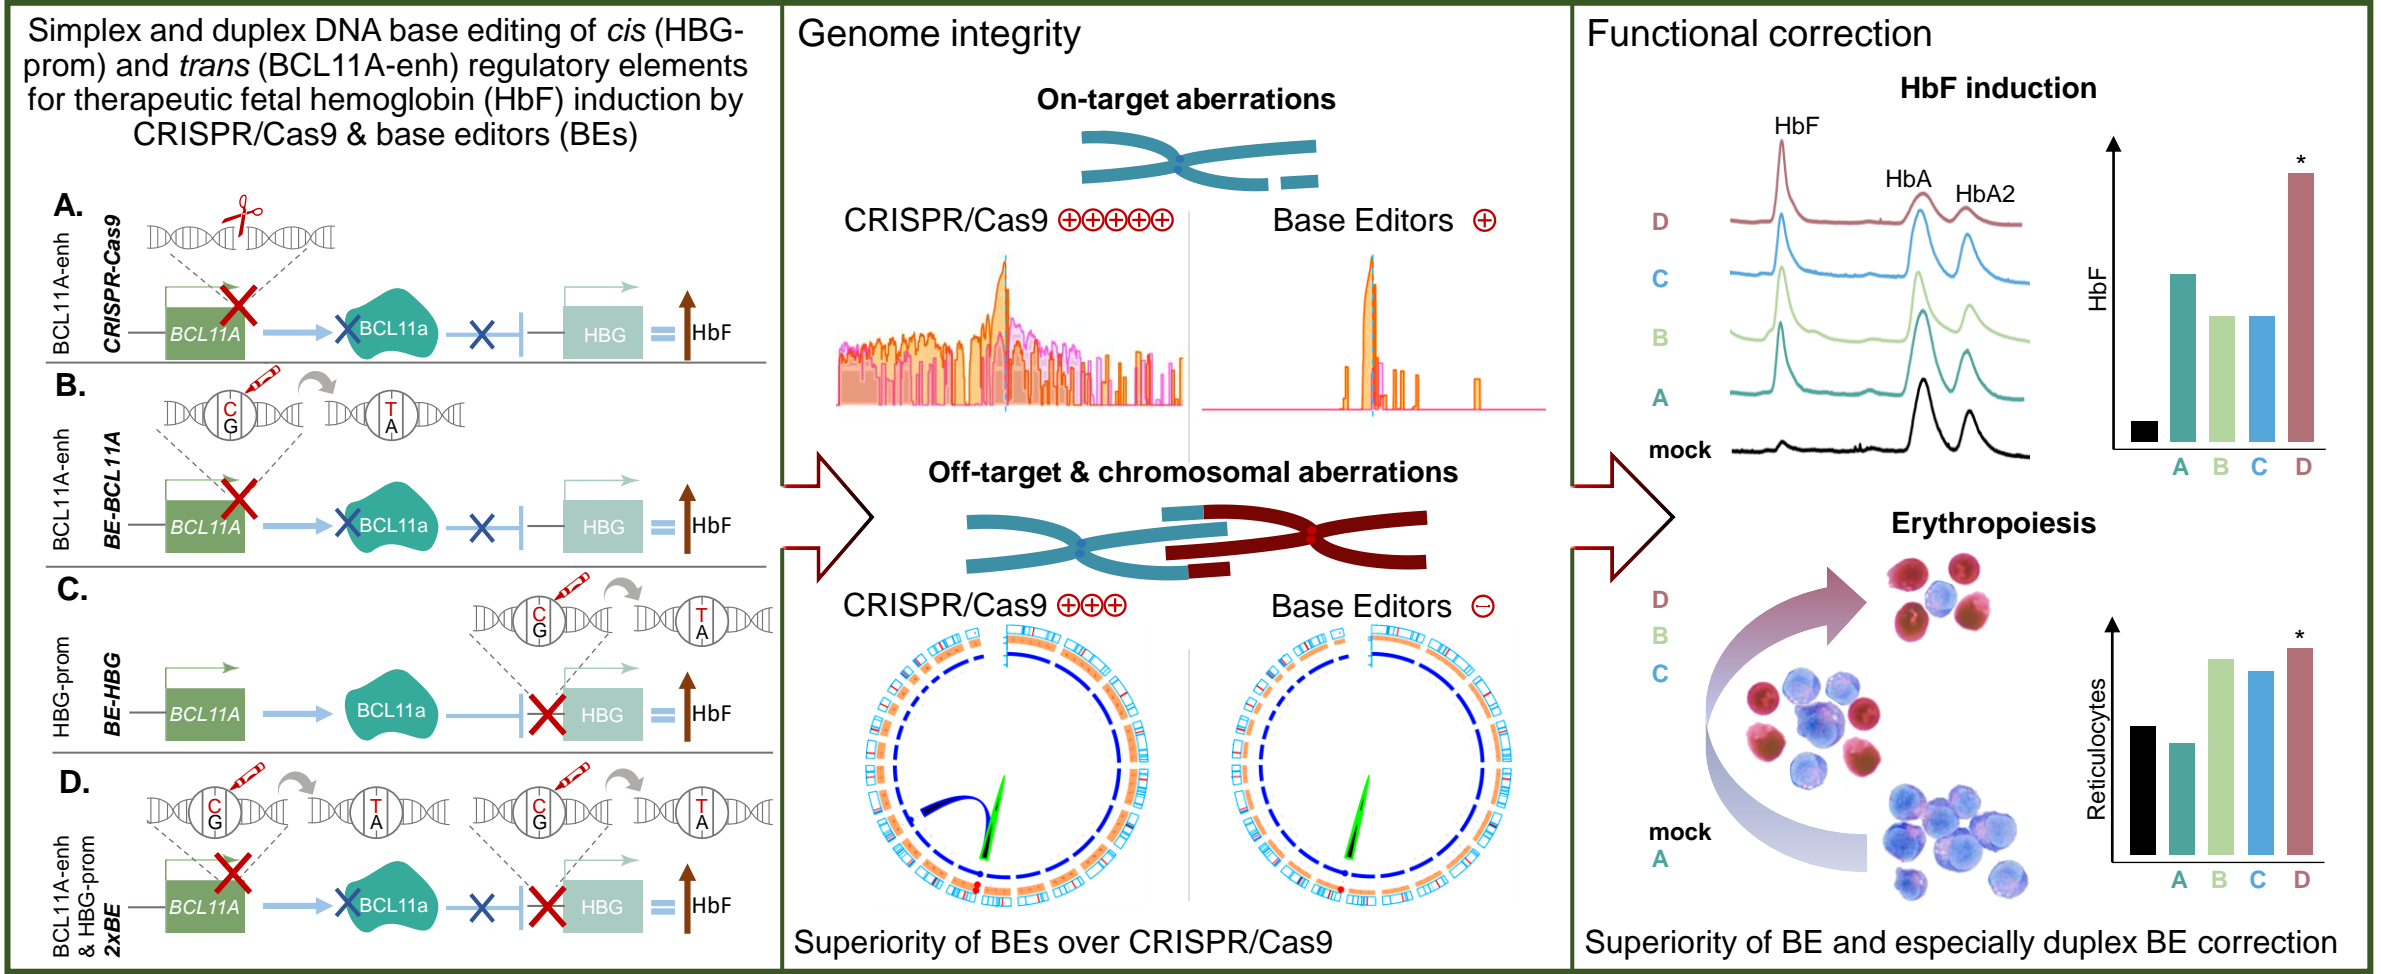 Simplex and duplex DNA base editing of cis (HBG-
prom) and trans (BCL11A-enh) regulatory elements
for therapeutic fetal hemoglobin (HbF) induction by
CRISPR/Cas9 & base editors (BEs)
A.
BCL11A-enh
CRISPR-Cas9
BCL11A
BCL11a
HBG
HbF
B.
BCL11A-enh
BE-BCL11A
C
G
T
A
BCL11A
BCL11a
HBG
HbF
C.
HBG-prom
BE-HBG
C
G
T
A
BCL11A
BCL11a
HBG
HbF
D.
BCL11A-enh
& HBG-prom
2xBE
C
G
T
A
C
G
T
A
BCL11A
BCL11a
HBG
HbF
Genome integrity
On-target aberrations
CRISPR/Cas9 ⊕⊕⊕⊕⊕
Base Editors ⊕
Off-target & chromosomal aberrations
CRISPR/Cas9 ⊕⊕⊕
Base Editors ⊖
Superiority of BEs over CRISPR/Cas9
Functional correction
HbF induction
HbF
HbA
HbA2
D
C
B
A
mock
HbF
*
A B C D
Erythropoiesis
D
B
C
mock
A
Reticulocytes
*
A B C D
Superiority of BE and especially duplex BE correction